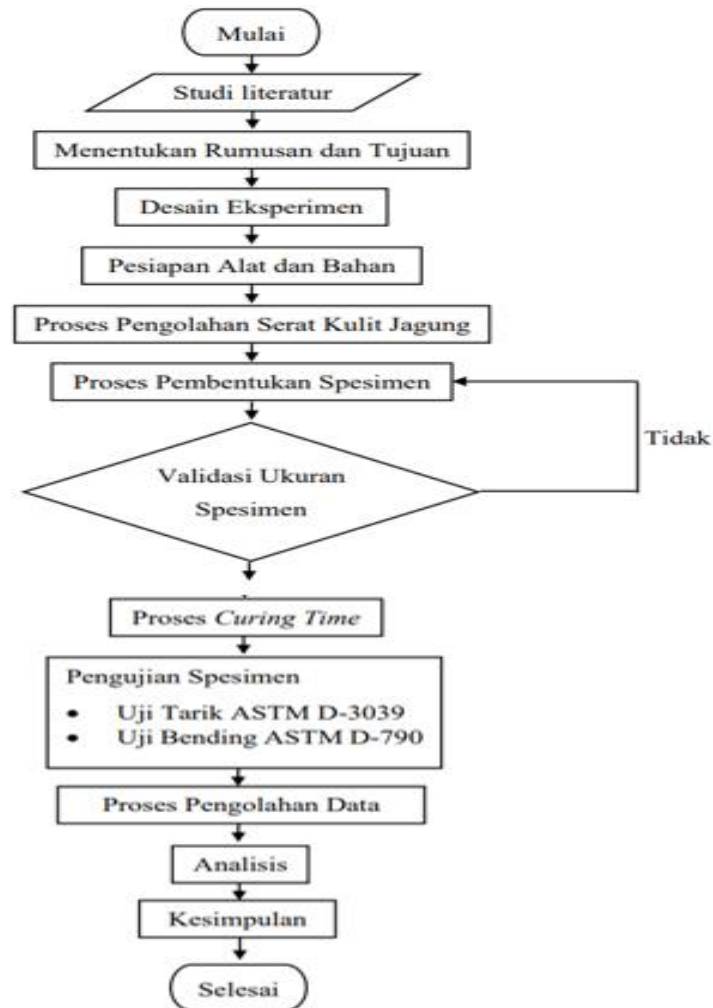 Mulai
Studi literatur
Menentukan Rumusan dan Tujuan
Desain Eksperimen
Pesiapan Alat dan Bahan
Proses Pengolahan Serat Kulit Jagung
Proses Pembentukan Spesimen
Tidak
Validasi Ukuran
Spesimen
Proses Curing Time
Pengujian Spesimen
• Uji Tarik ASTM D-3039
• Uji Bending ASTM D-790
Proses Pengolahan Data
Analisis
Kesimpulan
Selesai